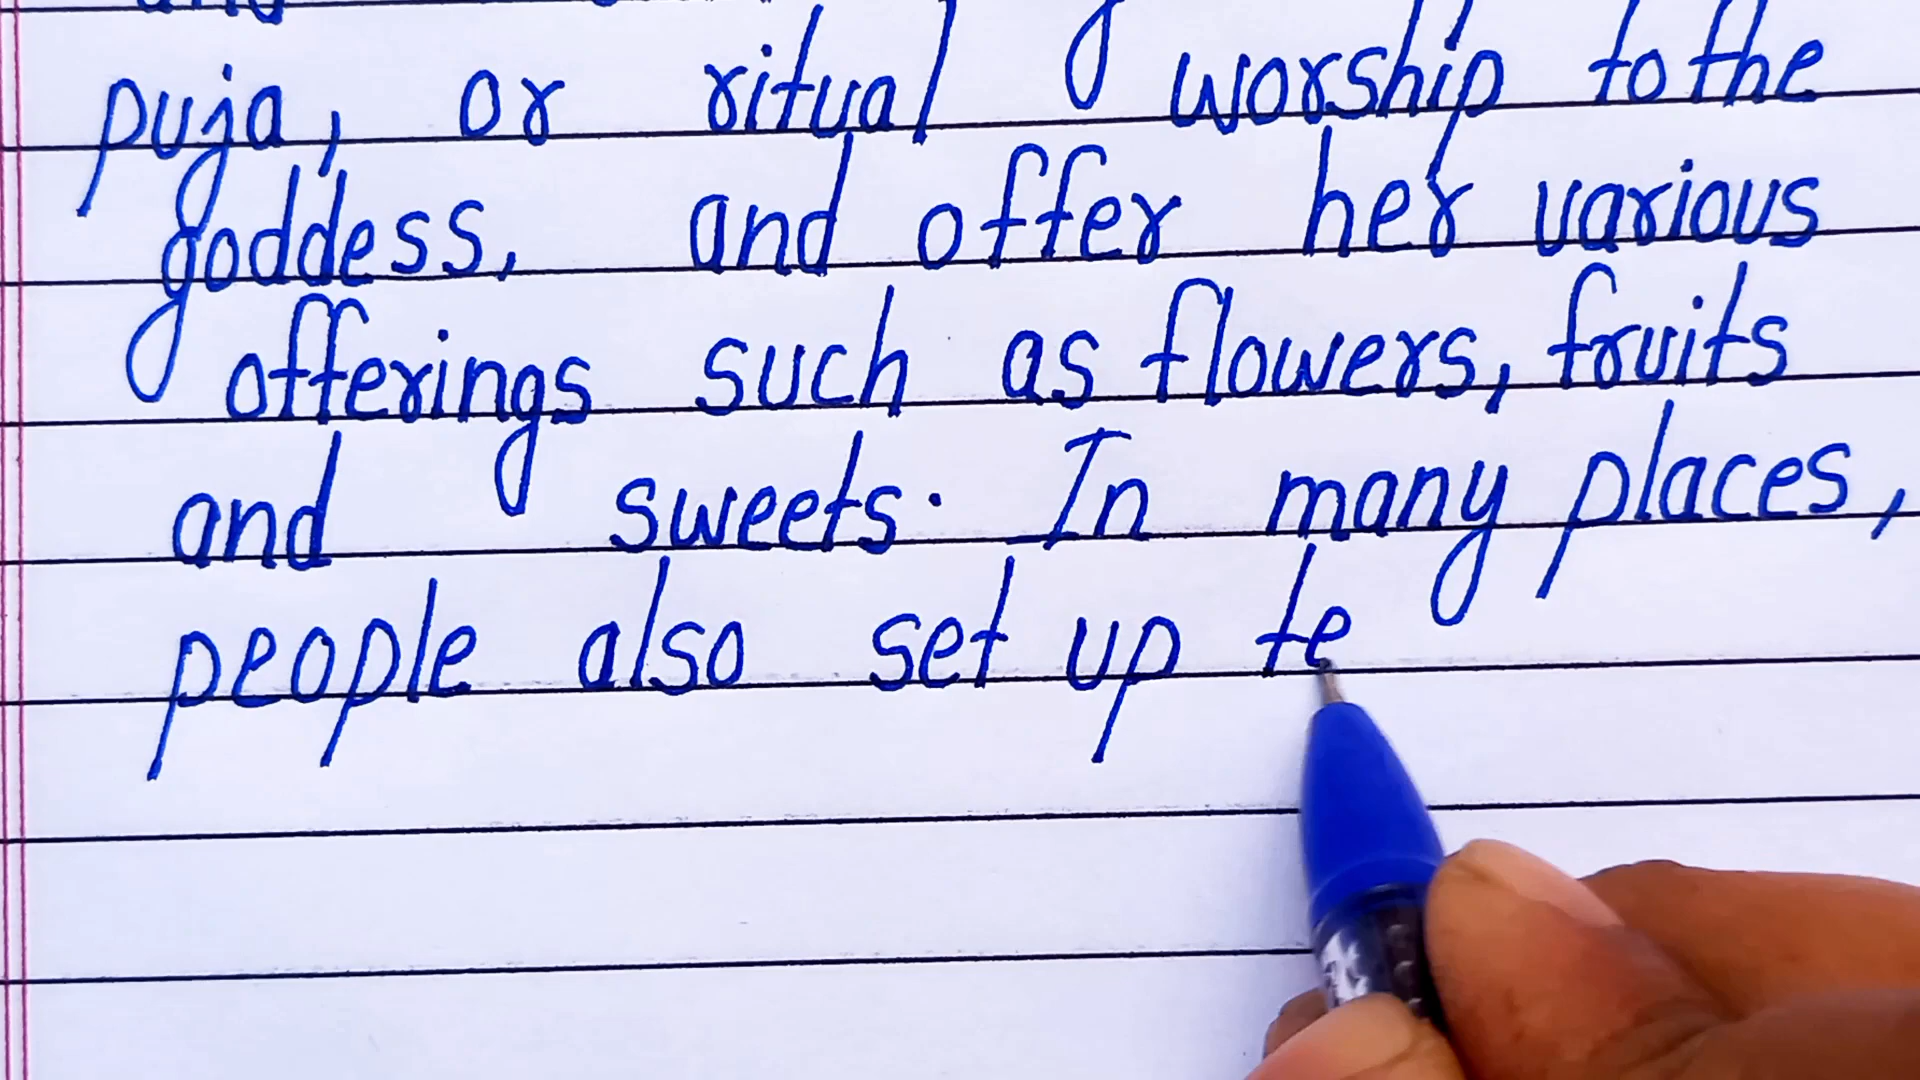 puja, or ritual worship to the
goddess, and offer her various
offerings such as flowers, fruits
and sweets. In many places,
people also set up te